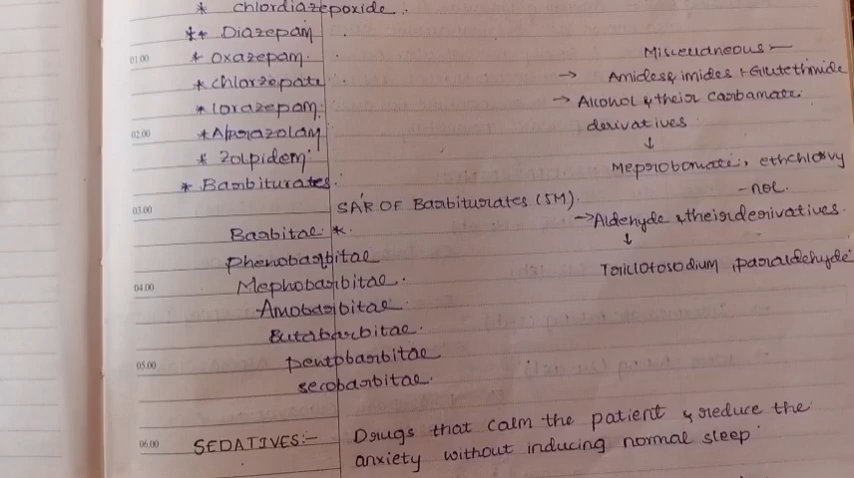 * chlordiazepoxide.
** Diazepam
01.00 * oxazepam.
* chlorzepate
* lorazepam.
02.00 * Alprazolam
* Zolpidem
* Barbiturates.
03.00 SAR OF Barbiturates (5M).
Barbital *.
Phenobarbital
04.00 Mephobarbital.
Amobarbital.
Butabarbital.
05.00 pentobarbital
secobarbital.
06.00 SEDATIVES:- Drugs that calm the patient & reduce the
anxiety without inducing normal sleep
Miscellaneous:-
→ Amides & imides :- Glutethimide
→ Alconol & their carbamate
derivatives
↓
Meprobomate, ethchlorvy
-nol.
→ Aldehyde & their derivatives.
↓
Triclofosodium, paraldehyde